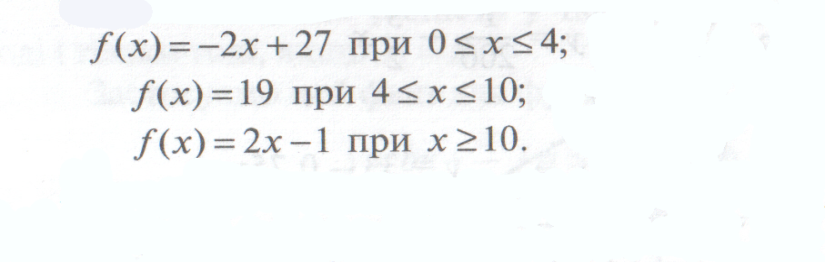 f(x)=−2x+27 при 0≤x≤4;
f(x)=19 при 4≤x≤10;
f(x)=2x−1 при x≥10.